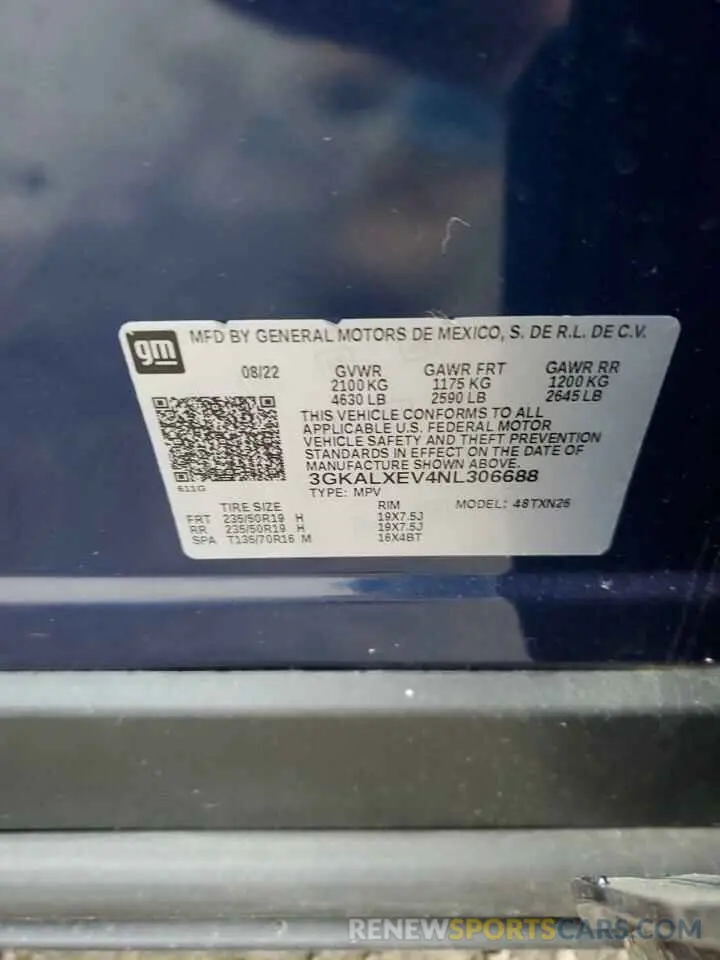 gm
MFD BY GENERAL MOTORS DE MEXICO, S. DE R.L. DE C.V.
08/22 GVWR GAWR FRT GAWR RR
2100 KG 1175 KG 1200 KG
4630 LB 2590 LB 2645 LB
THIS VEHICLE CONFORMS TO ALL
APPLICABLE U.S. FEDERAL MOTOR
VEHICLE SAFETY AND THEFT PREVENTION
STANDARDS IN EFFECT ON THE DATE OF
MANUFACTURE SHOWN ABOVE.
3GKALXEV4NL306688
611G
TYPE: MPV
TIRE SIZE RIM MODEL: 48TXN26
FRT 235/50R19 H 19X7.5J
RR 235/50R19 H 19X7.5J
SPA T135/70R16 M 16X4BT
RENEWSPORTSCARS.COM